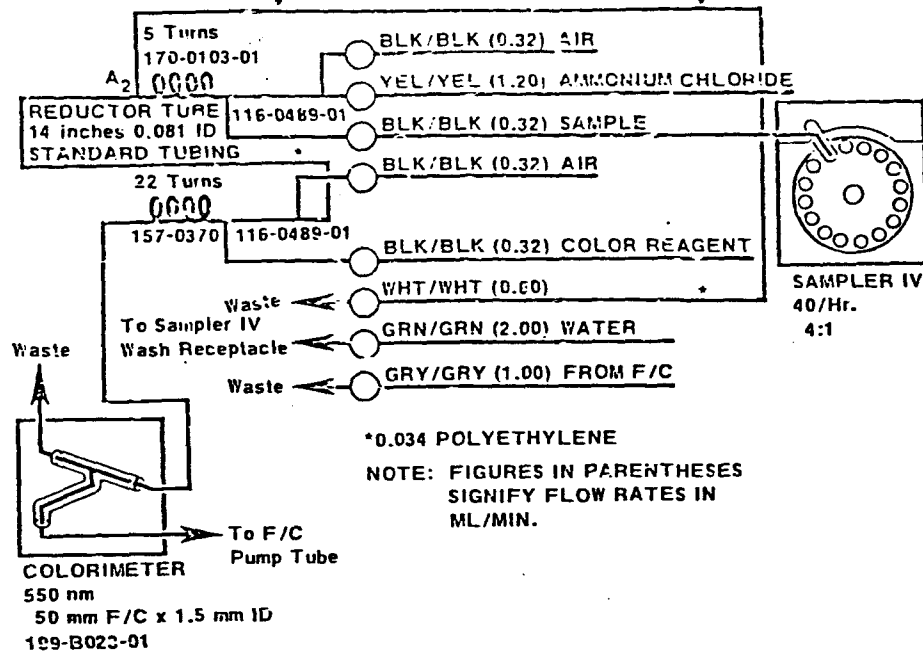 5 Turns
170-0103-01
A2
BLK/BLK (0.32) AIR
YEL/YEL (1.20) AMMONIUM CHLORIDE
REDUCTOR TURE
14 inches 0.081 ID
STANDARD TUBING
116-0489-01
BLK/BLK (0.32) SAMPLE
*
BLK/BLK (0.32) AIR
22 Turns
157-0370
116-0489-01
BLK/BLK (0.32) COLOR REAGENT
SAMPLER IV
40/Hr.
4:1
Waste
WHT/WHT (0.60)
*
To Sampler IV
Wash Receptacle
GRN/GRN (2.00) WATER
Waste
GRY/GRY (1.00) FROM F/C
Waste
*0.034 POLYETHYLENE
NOTE: FIGURES IN PARENTHESES
SIGNIFY FLOW RATES IN
ML/MIN.
To F/C
Pump Tube
COLORIMETER
550 nm
50 mm F/C x 1.5 mm ID
199-B023-01